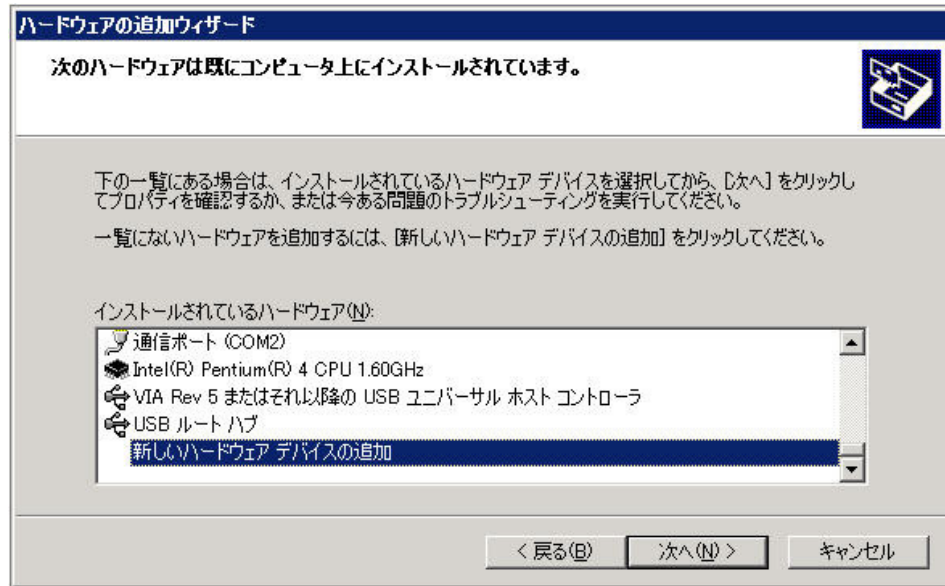 ハードウェアの追加ウィザード
次のハードウェアは既にコンピュータ上にインストールされています。
下の一覧にある場合は、インストールされているハードウェア デバイスを選択してから、[次へ] をクリックし
てプロパティを確認するか、または今ある問題のトラブルシューティングを実行してください。
一覧にないハードウェアを追加するには、[新しいハードウェア デバイスの追加] をクリックしてください。
インストールされているハードウェア(N):
通信ポート (COM2)
Intel(R) Pentium(R) 4 CPU 1.60GHz
VIA Rev 5 またはそれ以降の USB ユニバーサル ホスト コントローラ
USB ルート ハブ
新しいハードウェア デバイスの追加
< 戻る(B) 次へ(N) > キャンセル